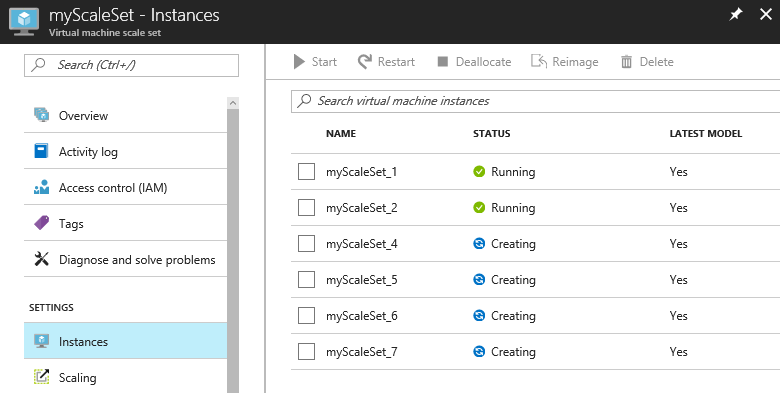 myScaleSet - Instances
Virtual machine scale set
Search (Ctrl+/)
Overview
Activity log
Access control (IAM)
Tags
Diagnose and solve problems
SETTINGS
Instances
Scaling
Start Restart Deallocate Reimage Delete
Search virtual machine instances
NAME STATUS LATEST MODEL
myScaleSet_1 Running Yes
myScaleSet_2 Running Yes
myScaleSet_4 Creating Yes
myScaleSet_5 Creating Yes
myScaleSet_6 Creating Yes
myScaleSet_7 Creating Yes